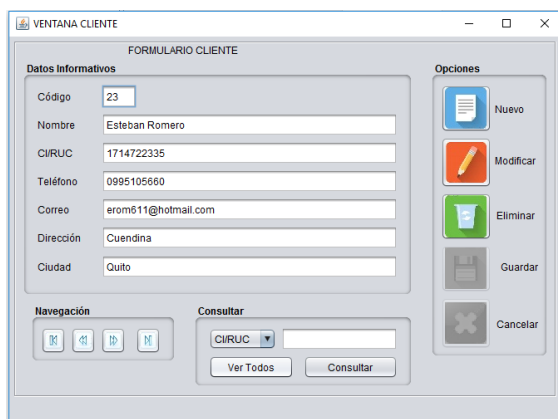 VENTANA CLIENTE
FORMULARIO CLIENTE
Datos Informativos
Código 23
Nombre Esteban Romero
CI/RUC 1714722335
Teléfono 0995105660
Correo erom611@hotmail.com
Dirección Cuendina
Ciudad Quito
Opciones
Nuevo
Modificar
Eliminar
Guardar
Cancelar
Navegación
Consultar
CI/RUC
Ver Todos Consultar